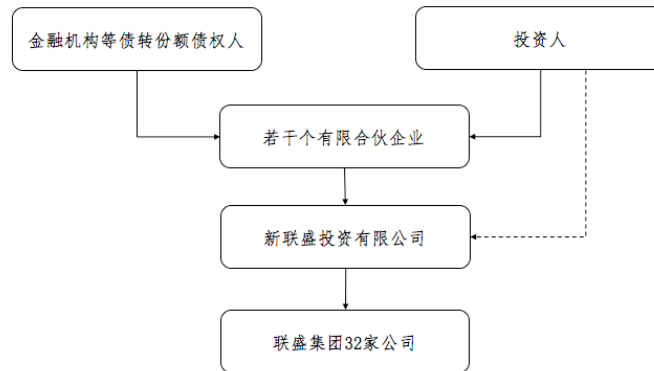 金融机构等债转份额债权人
投资人
若干个有限合伙企业
新联盛投资有限公司
联盛集团32家公司